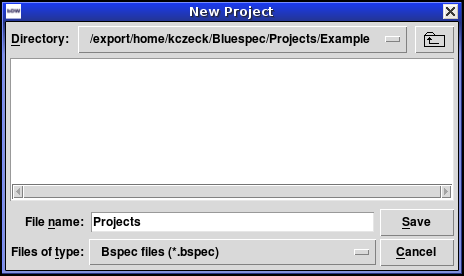 New Project
Directory: /export/home/kczeck/Bluespec/Projects/Example
File name: Projects Save
Files of type: Bspec files (*.bspec) Cancel